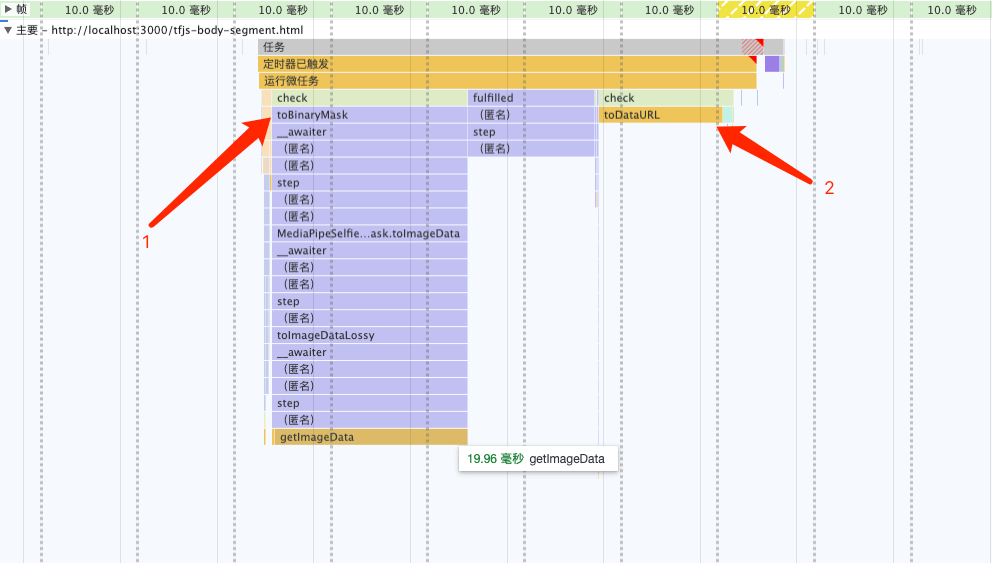 帧 10.0 毫秒 10.0 毫秒 10.0 毫秒 10.0 毫秒 10.0 毫秒 10.0 毫秒 10.0 毫秒 10.0 毫秒 10.0 毫秒 10.0 毫秒
主要 - http://localhost:3000/tfjs-body-segment.html
任务
定时器已触发
运行微任务
check fulfilled check
toBinaryMask (匿名) toDataURL
__awaiter step
(匿名) (匿名)
(匿名)
step
2
(匿名)
(匿名)
MediaPipeSelfie…ask.toImageData
1
__awaiter
(匿名)
(匿名)
step
(匿名)
toImageDataLossy
__awaiter
(匿名)
(匿名)
step
(匿名)
getImageData
19.96 毫秒 getImageData